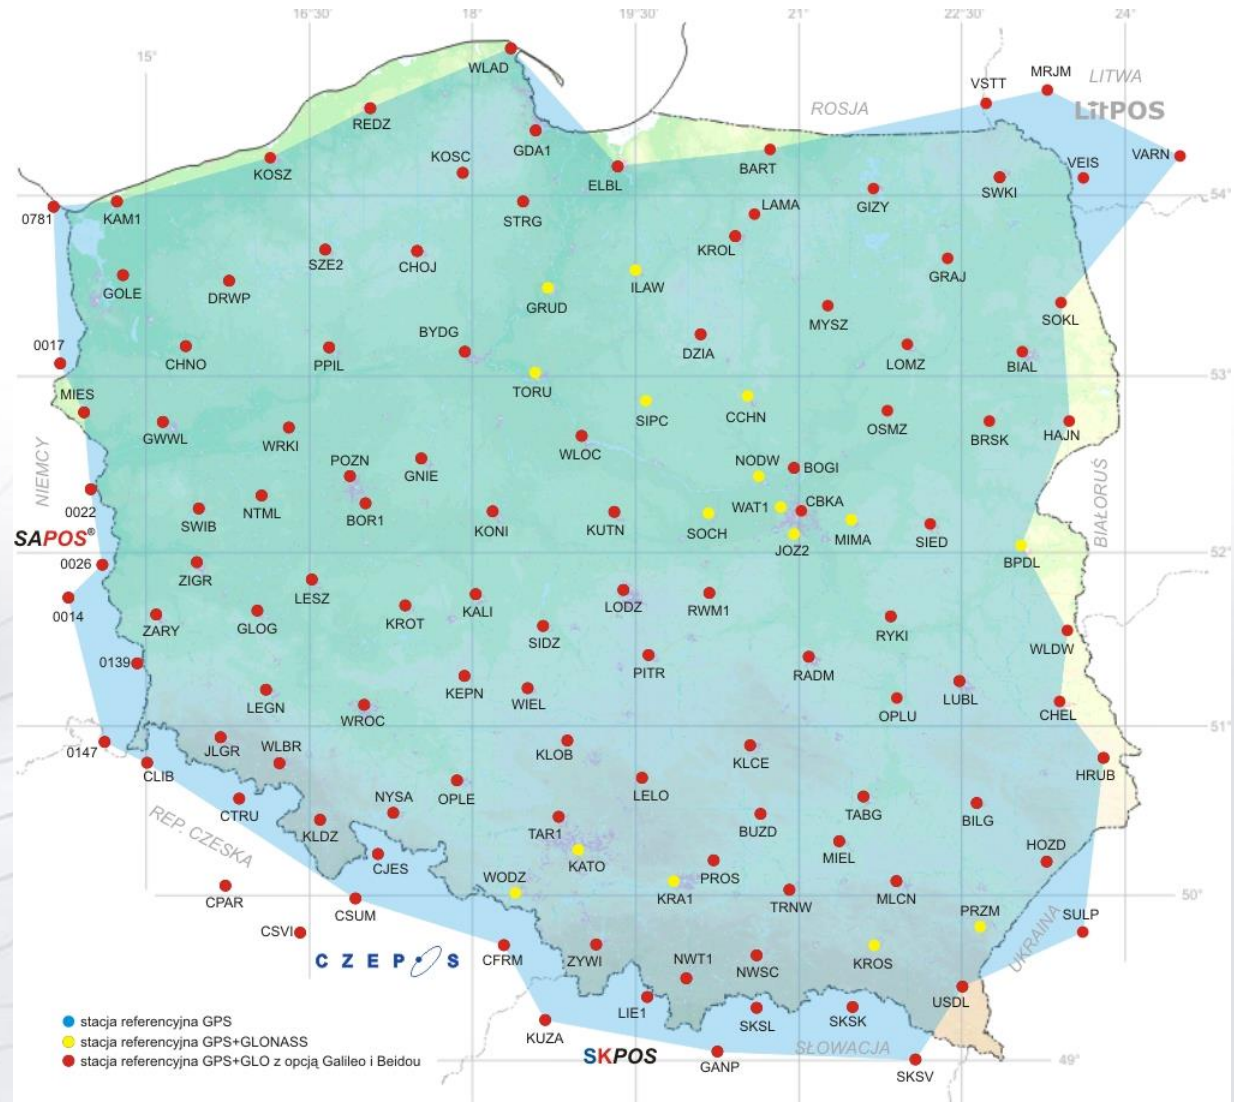 16°30'
18°
19°30'
21°
22°30'
24°
15°
WLAD
VSTT
MRJM
LITWA
ROSJA
LitPOS
REDZ
GDA1
KOSC
KOSZ
ELBL
BART
VEIS
VARN
SWKI
54°
0781
KAM1
STRG
LAMA
GIZY
KROL
SZE2
CHOJ
GRAJ
GOLE
DRWP
GRUD
ILAW
MYSZ
SOKL
BYDG
0017
CHNO
PPIL
DZIA
LOMZ
BIAL
53°
MIES
TORU
SIPC
CCHN
OSMZ
BRSK
HAJN
GWWL
WRKI
WLOC
NIEMCY
POZN
GNIE
NODW
BOGI
BIAŁORUŚ
0022
SWIB
NTML
BOR1
KONI
KUTN
SOCH
WAT1
CBKA
MIMA
SIED
SAPOS®
JOZ2
52°
0026
ZIGR
BPDL
LESZ
0014
ZARY
GLOG
KROT
KALI
LODZ
RWM1
RYKI
SIDZ
WLDW
0139
PITR
RADM
KEPN
WIEL
LEGN
WROC
OPLU
LUBL
CHEL
51°
0147
JLGR
WLBR
KLOB
KLCE
CLIB
HRUB
OPLE
LELO
CTRU
NYSA
TABG
BILG
REP. CZESKA
KLDZ
TAR1
BUZD
MIEL
HOZD
CJES
KATO
PROS
CPAR
WODZ
KRA1
TRNW
MLCN
50°
CSUM
PRZM
SULP
CSVI
CZEPOS
CFRM
ZYWI
NWT1
NWSC
KROS
UKRAINA
USDL
LIE1
SKSL
SKSK
stacja referencyjna GPS
stacja referencyjna GPS+GLONASS
stacja referencyjna GPS+GLO z opcją Galileo i Beidou
KUZA
SKPOS
GANP
SŁOWACJA
SKSV
49°